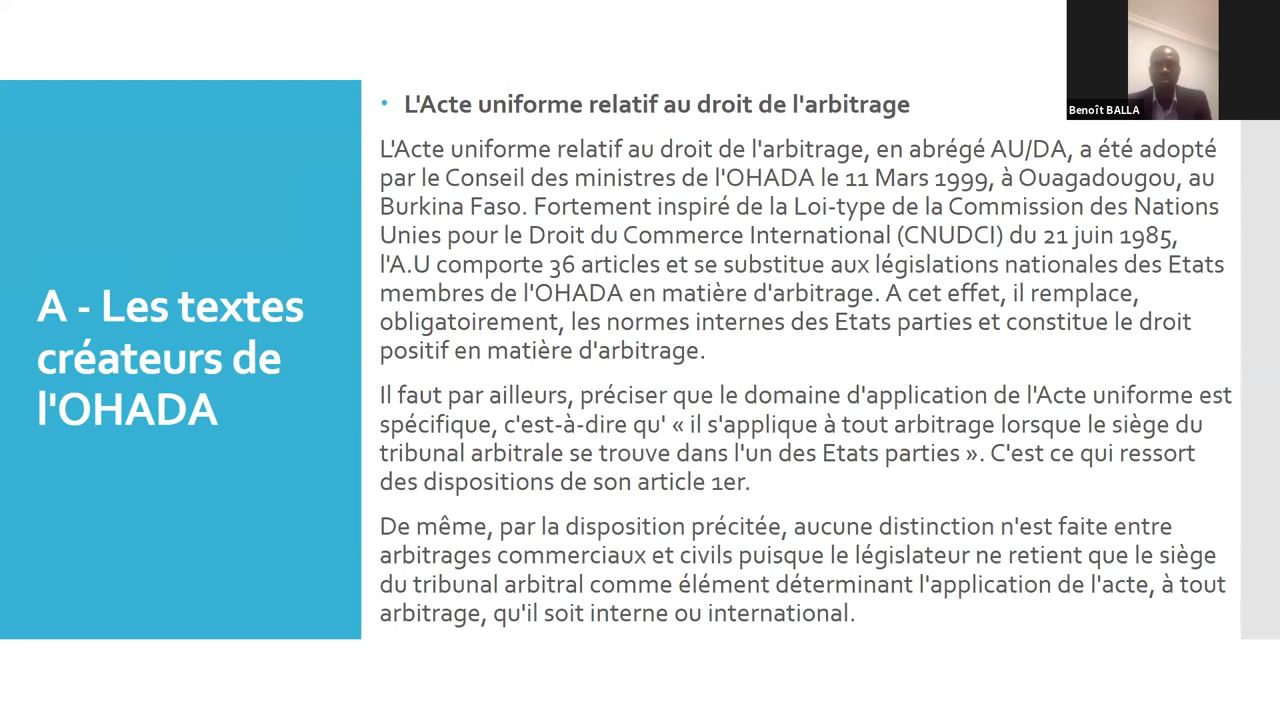 Benoît BALLA
A - Les textes
créateurs de
l'OHADA
• L'Acte uniforme relatif au droit de l'arbitrage
L'Acte uniforme relatif au droit de l'arbitrage, en abrégé AU/DA, a été adopté
par le Conseil des ministres de l'OHADA le 11 Mars 1999, à Ouagadougou, au
Burkina Faso. Fortement inspiré de la Loi-type de la Commission des Nations
Unies pour le Droit du Commerce International (CNUDCI) du 21 juin 1985,
l'A.U comporte 36 articles et se substitue aux législations nationales des Etats
membres de l'OHADA en matière d'arbitrage. A cet effet, il remplace,
obligatoirement, les normes internes des Etats parties et constitue le droit
positif en matière d'arbitrage.
Il faut par ailleurs, préciser que le domaine d'application de l'Acte uniforme est
spécifique, c'est-à-dire qu' « il s'applique à tout arbitrage lorsque le siège du
tribunal arbitrale se trouve dans l'un des Etats parties ». C'est ce qui ressort
des dispositions de son article 1er.
De même, par la disposition précitée, aucune distinction n'est faite entre
arbitrages commerciaux et civils puisque le législateur ne retient que le siège
du tribunal arbitral comme élément déterminant l'application de l'acte, à tout
arbitrage, qu'il soit interne ou international.